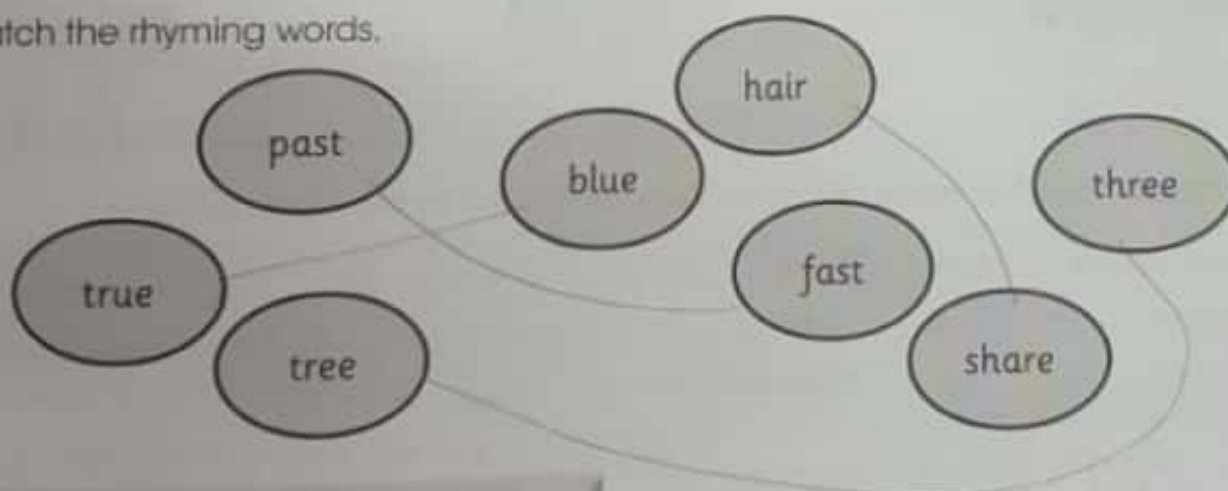 tch the rhyming words.
hair
past
blue
three
fast
true
tree
share